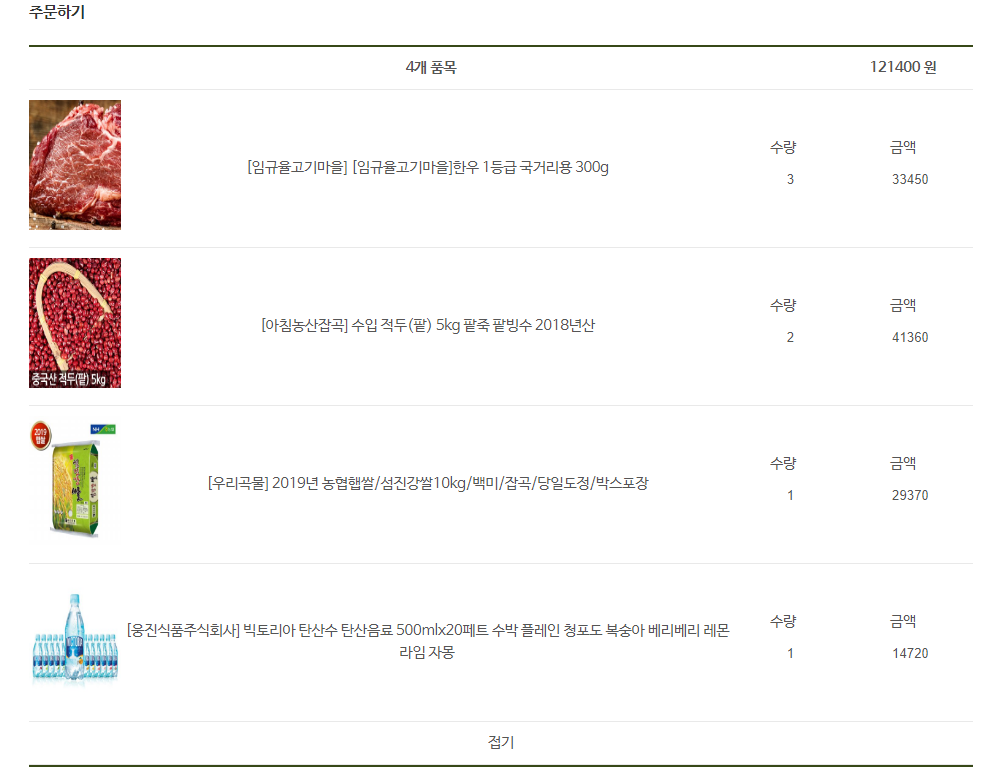 주문하기
4개 품목 121400 원
[임규율고기마을] [임규율고기마을]한우 1등급 국거리용 300g
수량 금액
3 33450
중국산 적두(팥) 5kg
[아침농산잡곡] 수입 적두(팥) 5kg 팥죽 팥빙수 2018년산
수량 금액
2 41360
2019
햅쌀
NH
[우리곡물] 2019년 농협햅쌀/섬진강쌀10kg/백미/잡곡/당일도정/박스포장
수량 금액
1 29370
[웅진식품주식회사] 빅토리아 탄산수 탄산음료 500mlx20페트 수박 플레인 청포도 복숭아 베리베리 레몬
라임 자몽
수량 금액
1 14720
접기